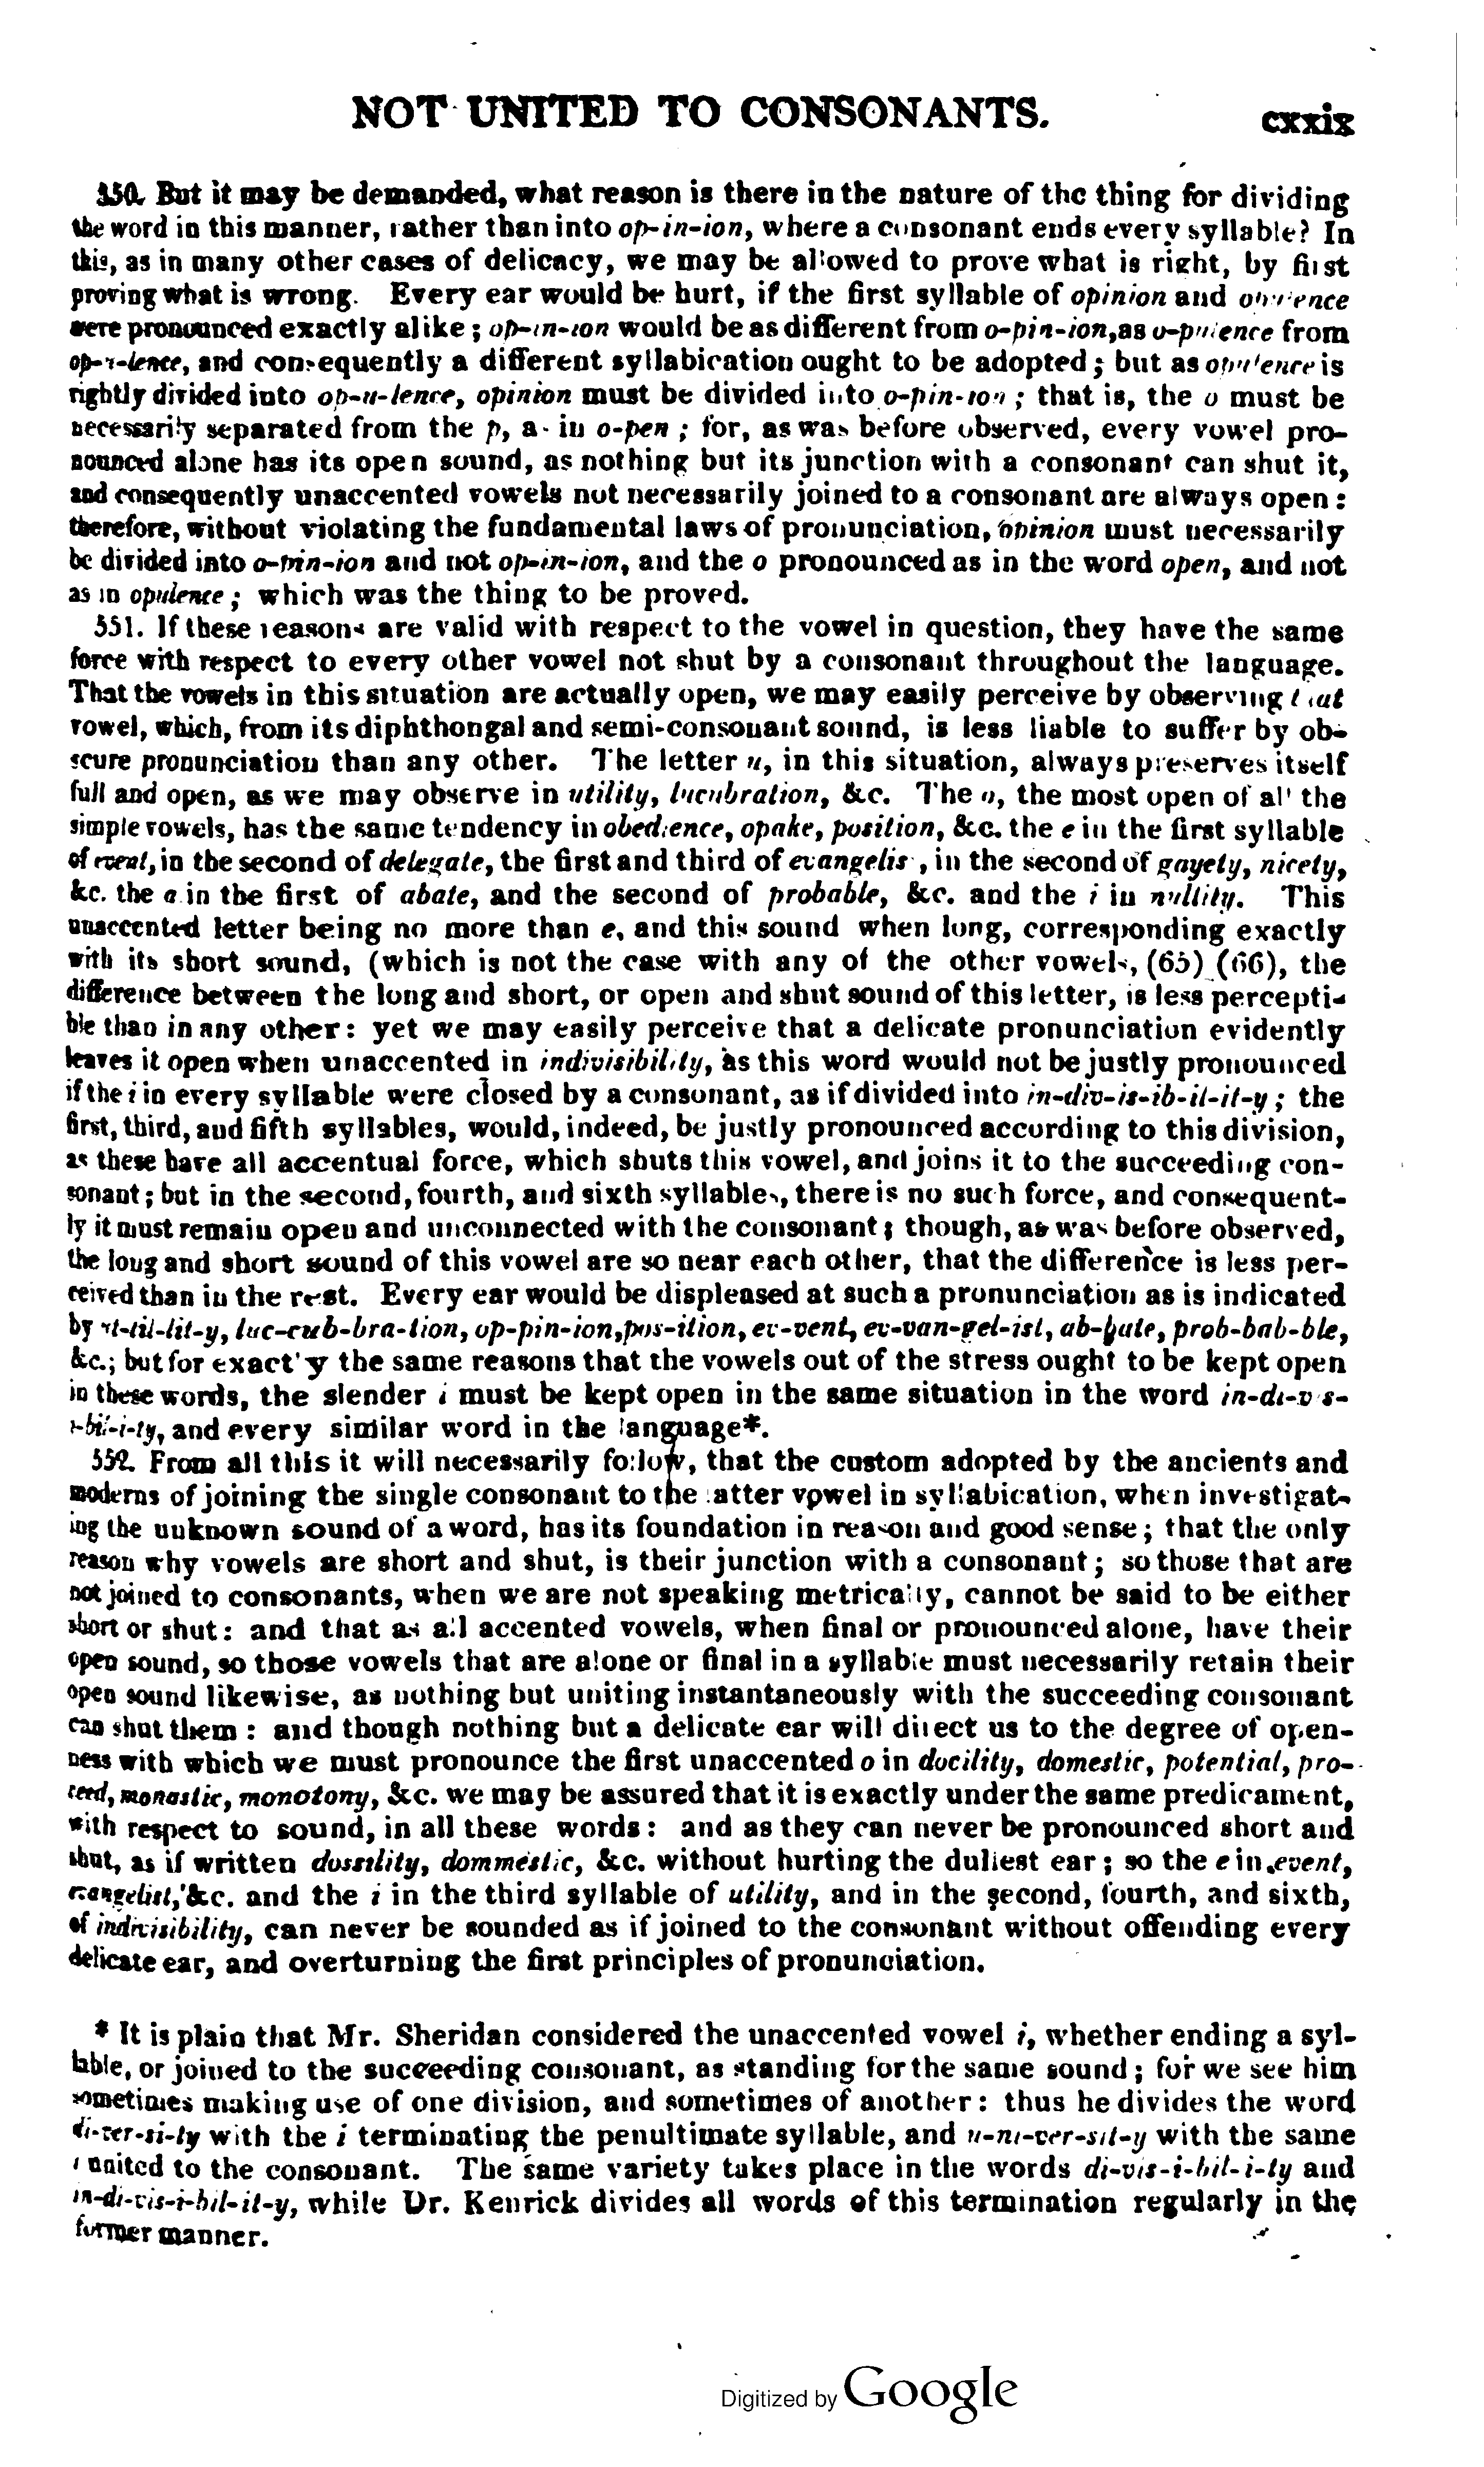 NOT UNITED TO CONSONANTS. cxxix
550. But it may be demanded, what reason is there in the nature of the thing for dividing
the word in this manner, rather than into op-in-ion, where a consonant ends every syllable? In
this, as in many other cases of delicacy, we may be allowed to prove what is right, by first
proving what is wrong. Every ear would be hurt, if the first syllable of opinion and opulence
were pronounced exactly alike; op-in-ion would be as different from o-pin-ion, as o-pulence from
op-u-lence, and consequently a different syllabication ought to be adopted; but as opulence is
rightly divided into op-u-lence, opinion must be divided into o-pin-ion; that is, the o must be
necessarily separated from the p, as in o-pen; for, as was before observed, every vowel pro-
nounced alone has its open sound, as nothing but its junction with a consonant can shut it,
and consequently unaccented vowels not necessarily joined to a consonant are always open:
therefore, without violating the fundamental laws of pronunciation, opinion must necessarily
be divided into o-pin-ion and not op-in-ion, and the o pronounced as in the word open, and not
as in opulence; which was the thing to be proved.
551. If these reasons are valid with respect to the vowel in question, they have the same
force with respect to every other vowel not shut by a consonant throughout the language.
That the vowels in this situation are actually open, we may easily perceive by observing that
vowel, which, from its diphthongal and semi-consonant sound, is less liable to suffer by ob-
scure pronunciation than any other. The letter u, in this situation, always preserves itself
full and open, as we may observe in utility, lucubration, &c. The o, the most open of all the
simple vowels, has the same tendency in obedience, opake, position, &c. the e in the first syllable
of event, in the second of delegate, the first and third of evangelist, in the second of gayety, nicety,
&c. the a in the first of abate, and the second of probable, &c. and the i in nullity. This
unaccented letter being no more than e, and this sound when long, corresponding exactly
with its short sound, (which is not the case with any of the other vowels, (65) (66), the
difference between the long and short, or open and shut sound of this letter, is less percepti-
ble than in any other: yet we may easily perceive that a delicate pronunciation evidently
leaves it open when unaccented in indivisibility, as this word would not be justly pronounced
if the i in every syllable were closed by a consonant, as if divided into in-div-is-ib-il-it-y; the
first, third, and fifth syllables, would, indeed, be justly pronounced according to this division,
as these have all accentual force, which shuts this vowel, and joins it to the succeeding con-
sonant; but in the second, fourth, and sixth syllables, there is no such force, and consequent-
ly it must remain open and unconnected with the consonant; though, as was before observed,
the long and short sound of this vowel are so near each other, that the difference is less per-
ceived than in the rest. Every ear would be displeased at such a pronunciation as is indicated
by ut-til-lit-y, luc-cub-bra-tion, op-pin-ion, pos-ition, ev-vent, ev-van-gel-ist, ab-bate, prob-bab-ble,
&c.; but for exactly the same reasons that the vowels out of the stress ought to be kept open
in these words, the slender i must be kept open in the same situation in the word in-di-vis-
i-bil-i-ty, and every similar word in the language*.
552. From all this it will necessarily follow, that the custom adopted by the ancients and
moderns of joining the single consonant to the latter vowel in syllabication, when investigat-
ing the unknown sound of a word, has its foundation in reason and good sense; that the only
reason why vowels are short and shut, is their junction with a consonant; so those that are
not joined to consonants, when we are not speaking metrically, cannot be said to be either
short or shut: and that as all accented vowels, when final or pronounced alone, have their
open sound, so those vowels that are alone or final in a syllable must necessarily retain their
open sound likewise, as nothing but uniting instantaneously with the succeeding consonant
can shut them: and though nothing but a delicate ear will direct us to the degree of open-
ness with which we must pronounce the first unaccented o in docility, domestic, potential, pro-
ceed, monastic, monotony, &c. we may be assured that it is exactly under the same predicament,
with respect to sound, in all these words: and as they can never be pronounced short and
shut, as if written dossility, dommestic, &c. without hurting the dullest ear; so the e in event,
evangelist, &c. and the i in the third syllable of utility, and in the second, fourth, and sixth,
of indivisibility, can never be sounded as if joined to the consonant without offending every
delicate ear, and overturning the first principles of pronunciation.
* It is plain that Mr. Sheridan considered the unaccented vowel i, whether ending a syl-
lable, or joined to the succeeding consonant, as standing for the same sound; for we see him
sometimes making use of one division, and sometimes of another: thus he divides the word
di-ver-si-ty with the i terminating the penultimate syllable, and u-ni-ver-sit-y with the same
i united to the consonant. The same variety takes place in the words di-vis-i-bil-i-ty and
in-di-vis-i-bil-it-y, while Dr. Kenrick divides all words of this termination regularly in the
former manner.
Digitized by Google